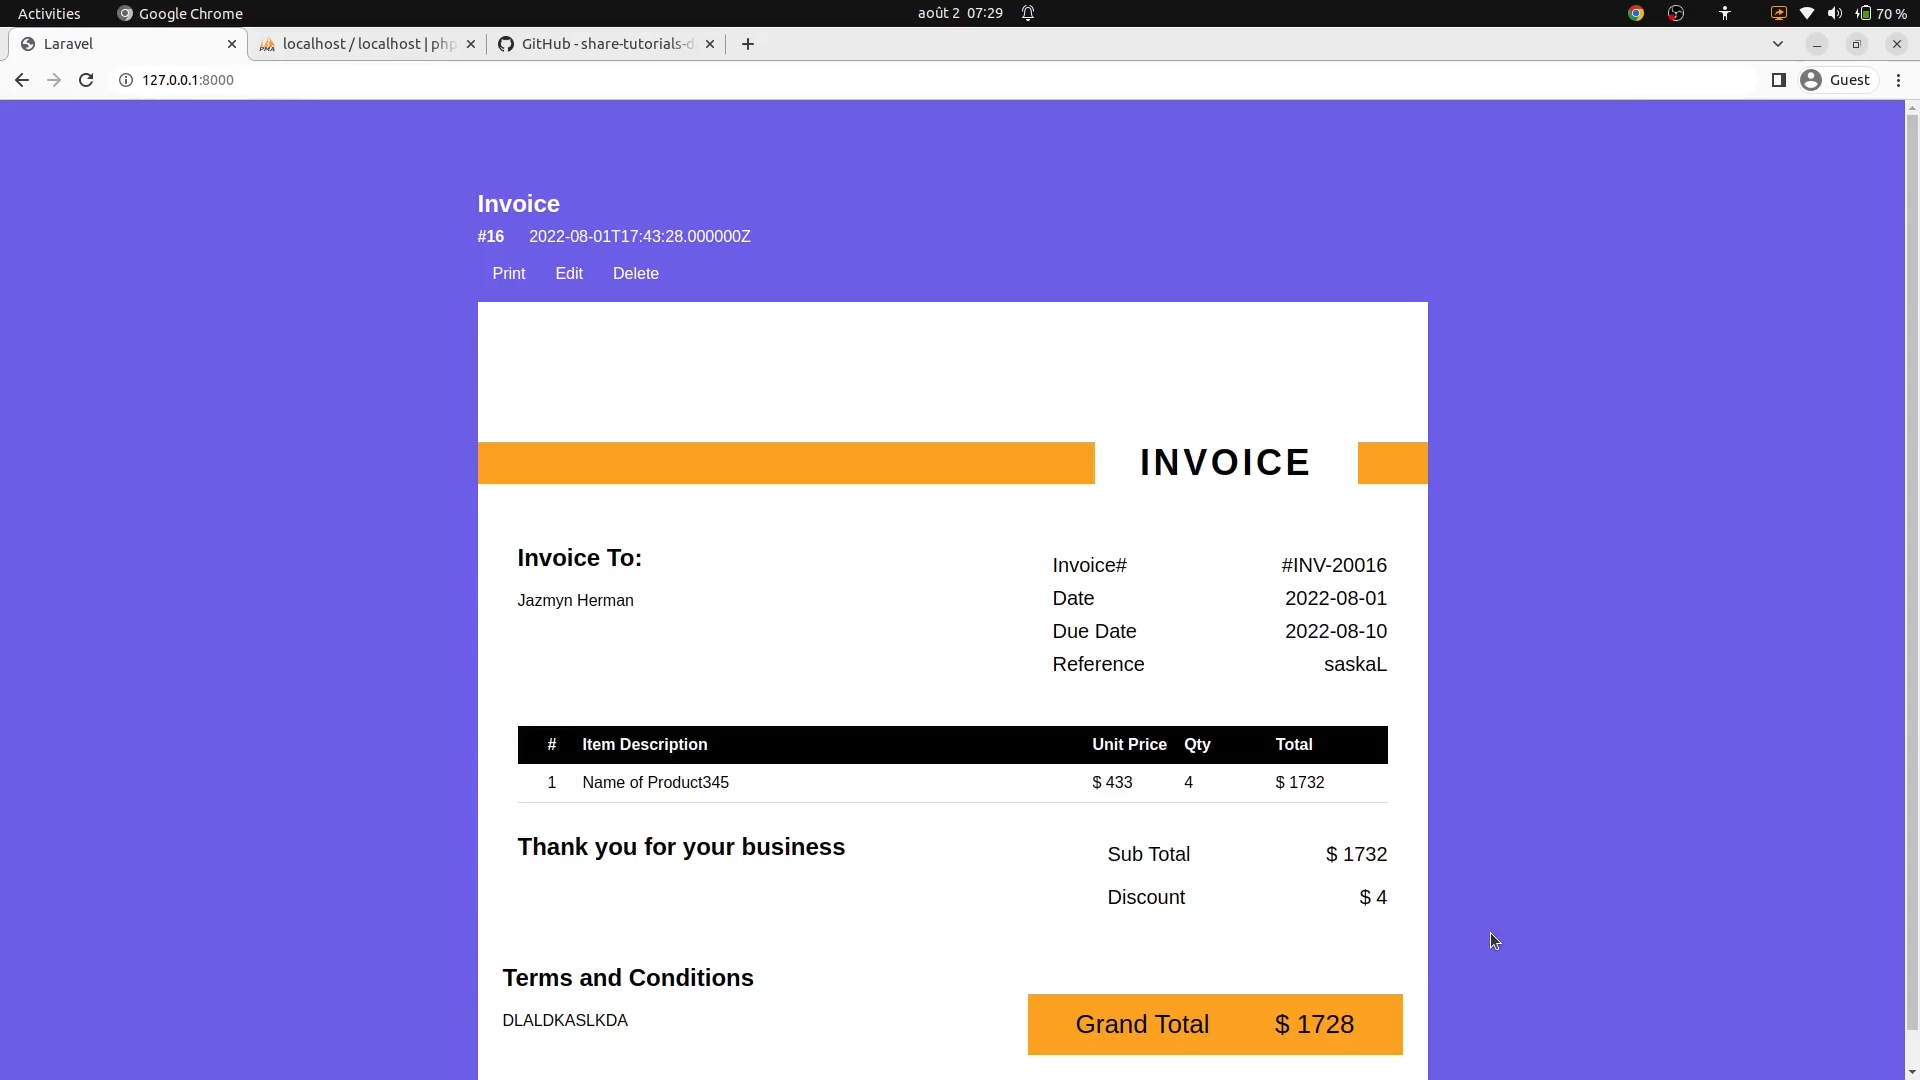 Activities Google Chrome août 2 07:29 70 %
Laravel localhost / localhost | php GitHub - share-tutorials-d
127.0.0.1:8000 Guest
Invoice
#16 2022-08-01T17:43:28.000000Z
Print Edit Delete
INVOICE
Invoice To:
Jazmyn Herman
Invoice# #INV-20016
Date 2022-08-01
Due Date 2022-08-10
Reference saskaL
# Item Description Unit Price Qty Total
1 Name of Product345 $ 433 4 $ 1732
Thank you for your business
Sub Total $ 1732
Discount $ 4
Terms and Conditions
DLALDKASLKDA
Grand Total $ 1728